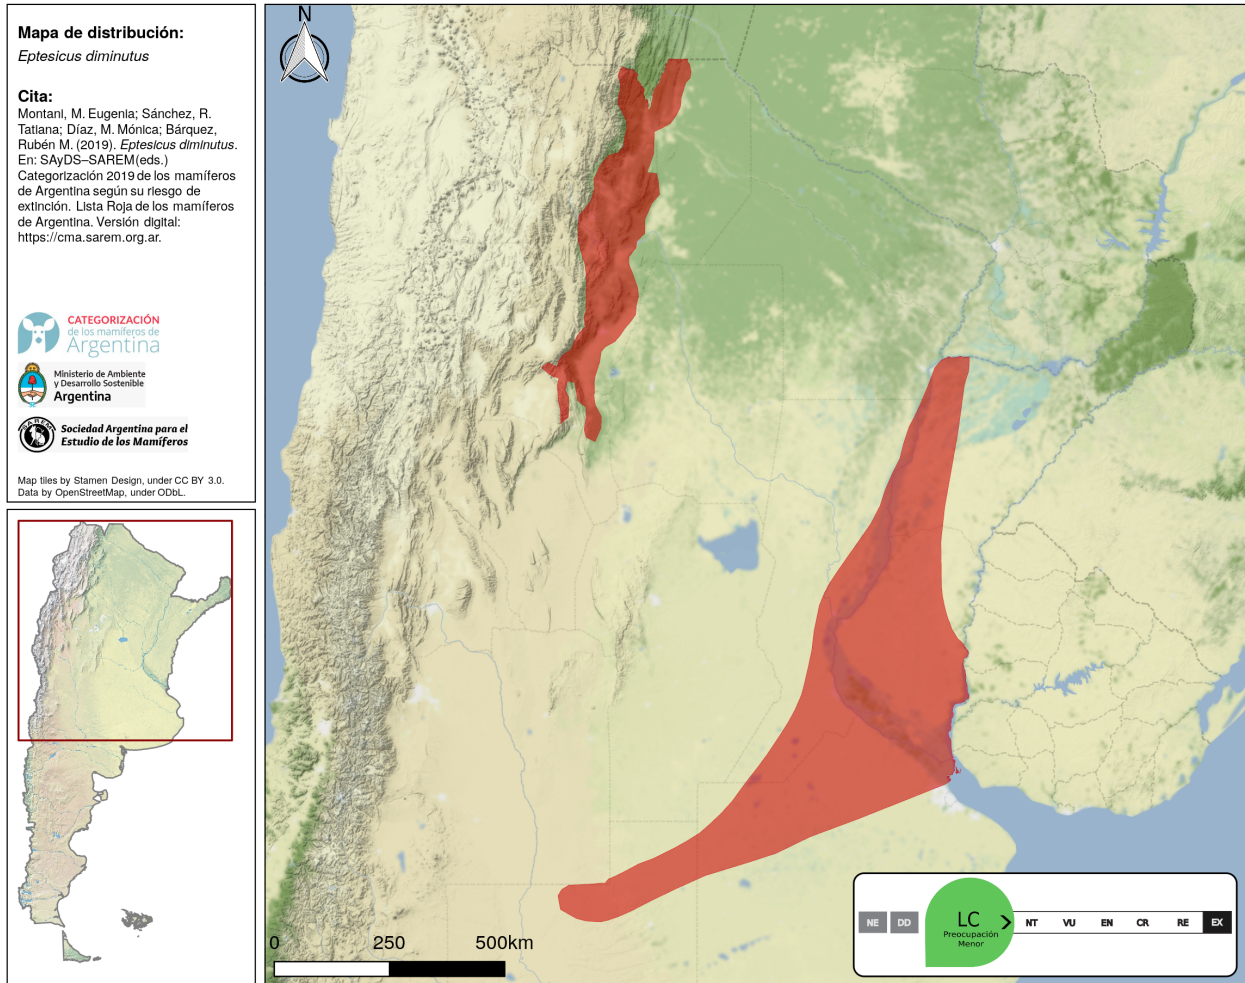 Mapa de distribución:
Eptesicus diminutus
Cita:
Montani, M. Eugenia; Sánchez, R.
Tatiana; Díaz, M. Mónica; Bárquez,
Rubén M. (2019). Eptesicus diminutus.
En: SAyDS–SAREM (eds.)
Categorización 2019 de los mamíferos
de Argentina según su riesgo de
extinción. Lista Roja de los mamíferos
de Argentina. Versión digital:
https://cma.sarem.org.ar.
CATEGORIZACIÓN
de los mamíferos de
Argentina
Ministerio de Ambiente
y Desarrollo Sostenible
Argentina
SAREM
Sociedad Argentina para el
Estudio de los Mamíferos
Map tiles by Stamen Design, under CC BY 3.0.
Data by OpenStreetMap, under ODbL.
N
0 250 500km
NE DD LC NT VU EN CR RE EX
Preocupación
Menor